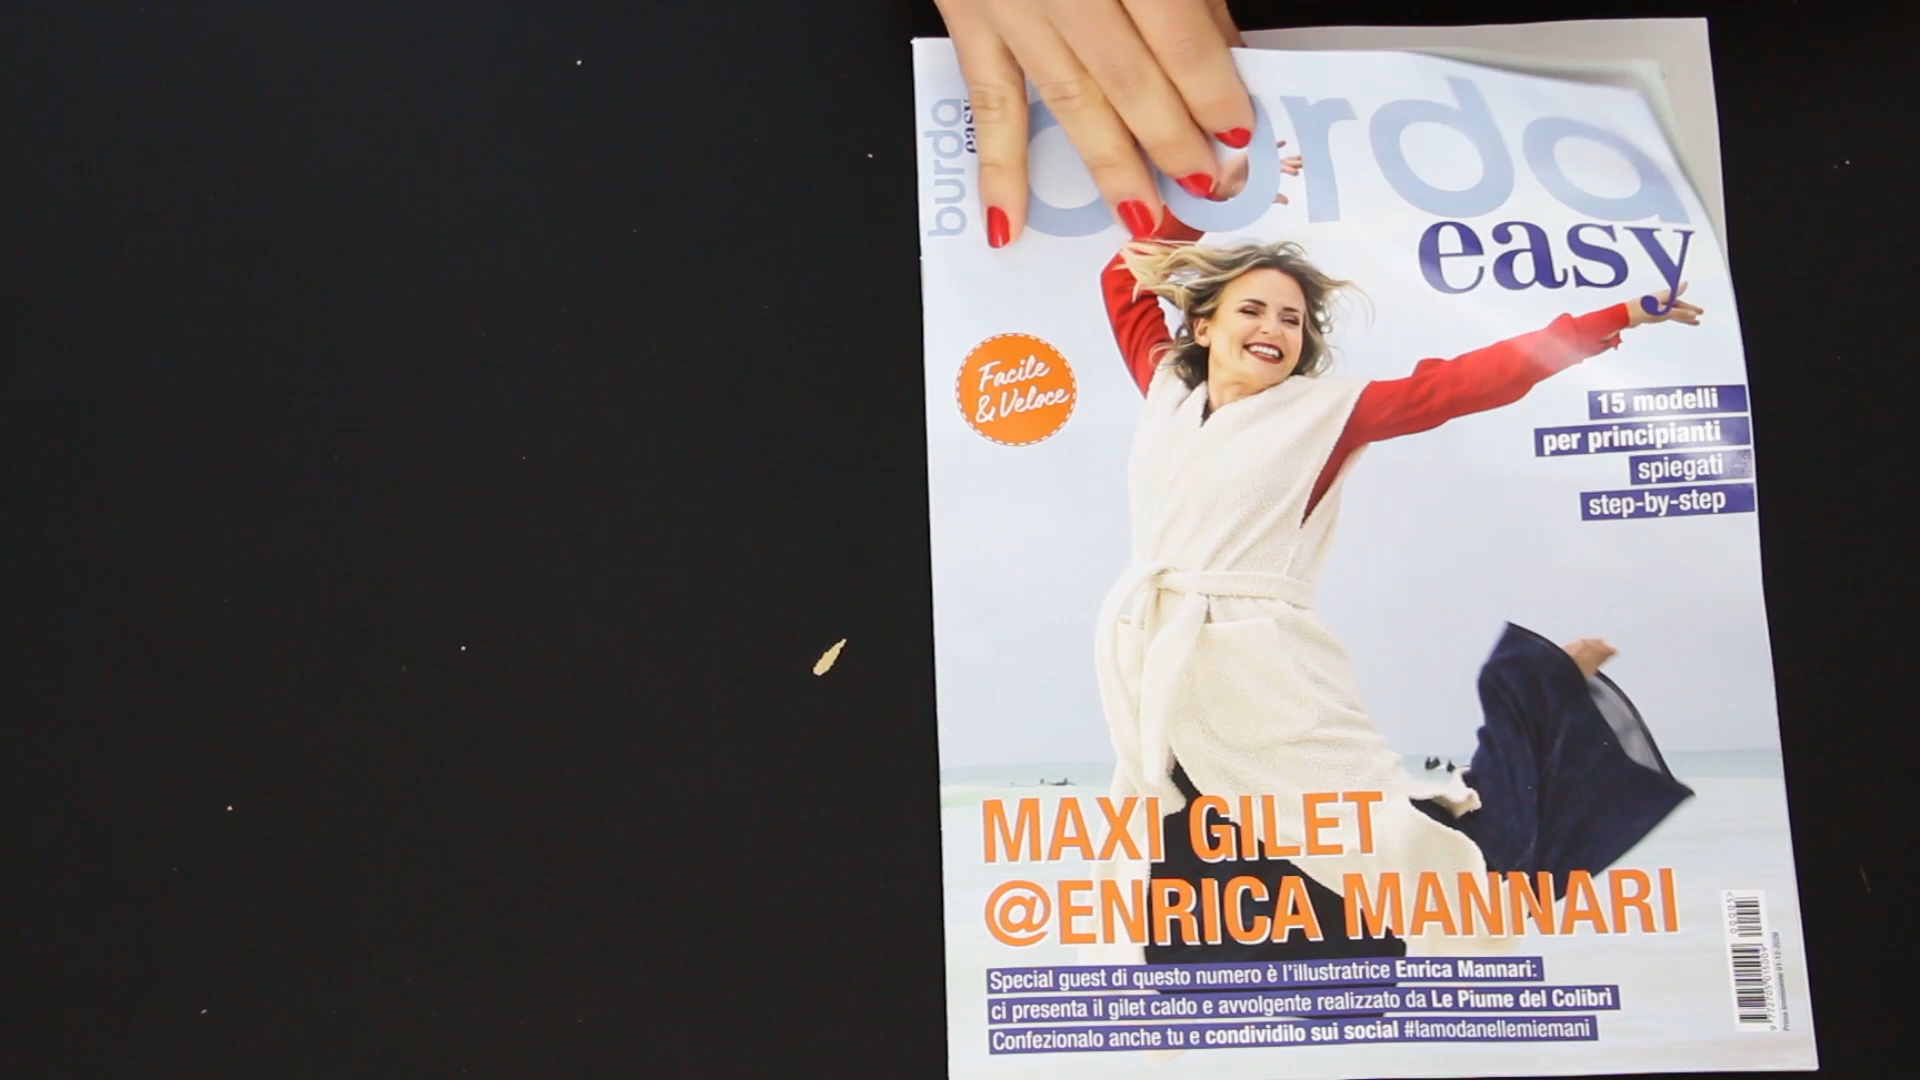 burda
easy
burda
easy
Facile
& Veloce
15 modelli
per principianti
spiegati
step-by-step
MAXI GILET
@ENRICA MANNARI
Special guest di questo numero è l'illustratrice Enrica Mannari:
ci presenta il gilet caldo e avvolgente realizzato da Le Piume del Colibrì
Confezionalo anche tu e condividilo sui social #lamodanellemiemani